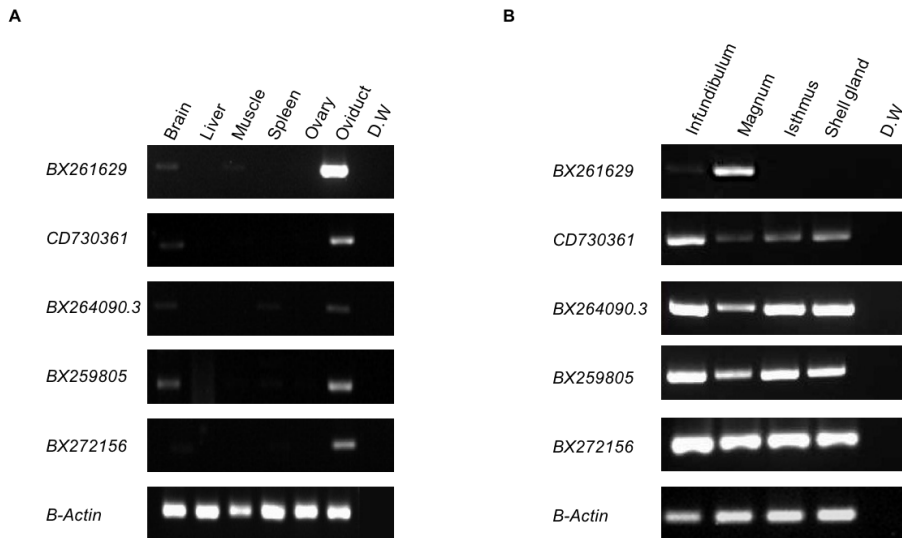 A
Brain
Liver
Muscle
Spleen
Ovary
Oviduct
D.W
BX261629
CD730361
BX264090.3
BX259805
BX272156
B-Actin
B
Infundibulum
Magnum
Isthmus
Shell gland
D.W
BX261629
CD730361
BX264090.3
BX259805
BX272156
B-Actin